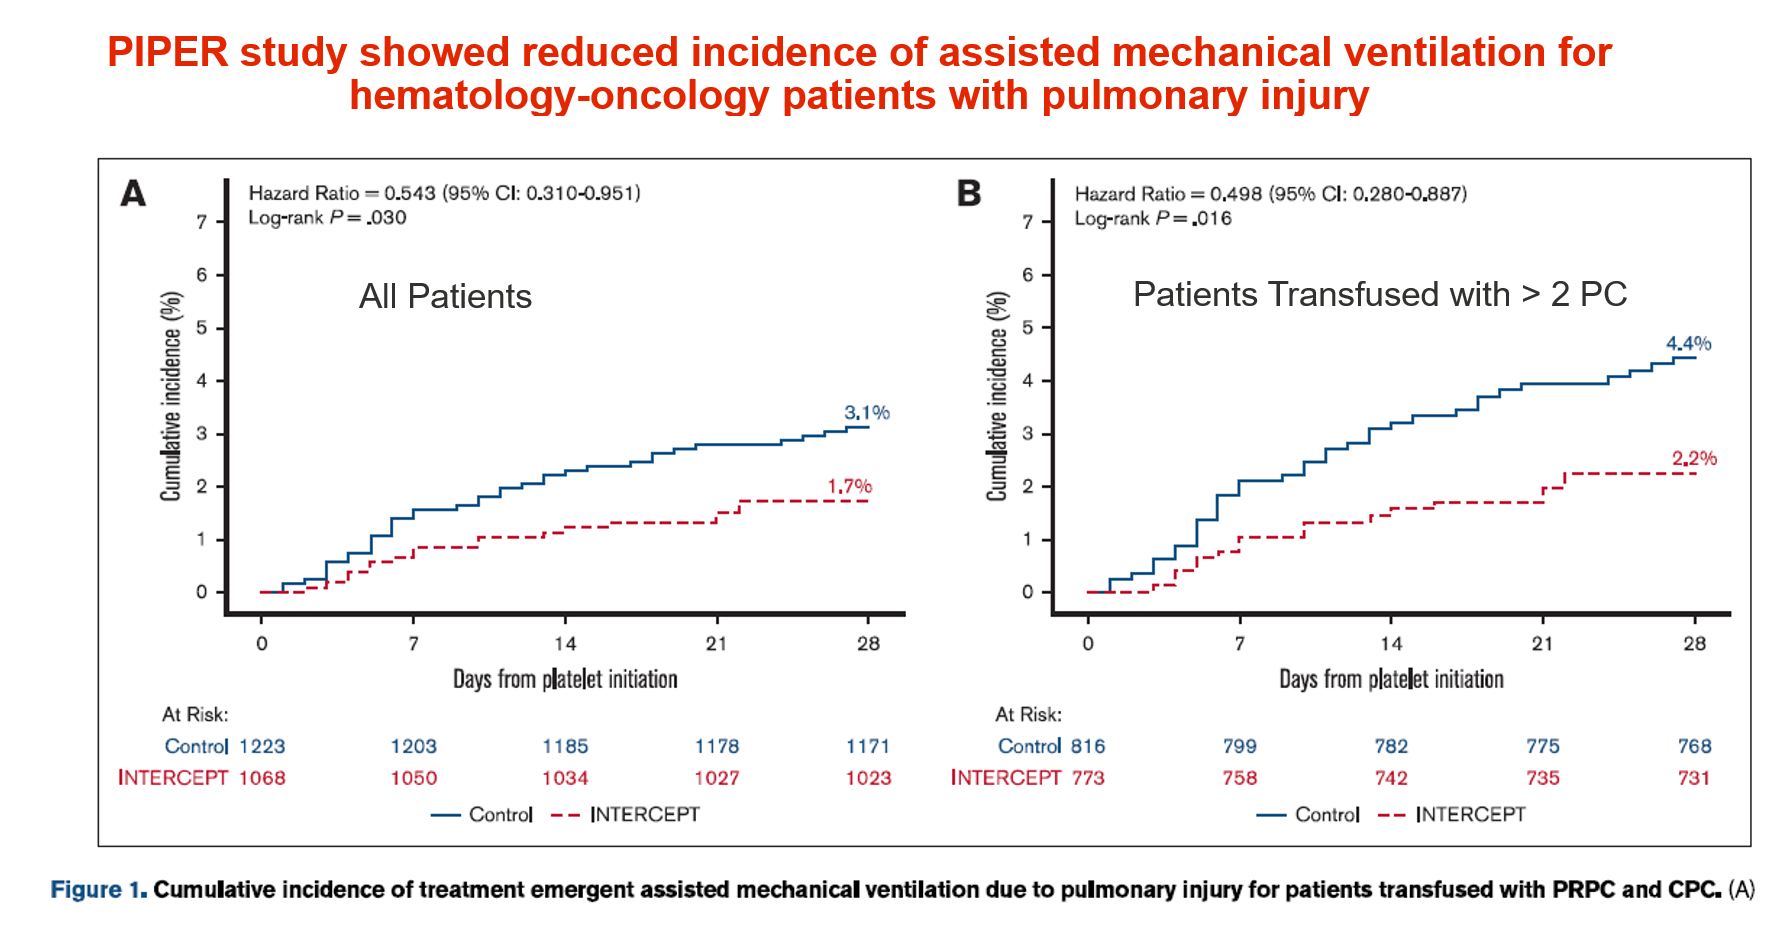 PIPER study showed reduced incidence of assisted mechanical ventilation for
hematology-oncology patients with pulmonary injury
A
Hazard Ratio = 0.543 (95% CI: 0.310-0.951)
Log-rank P = .030
All Patients
Cumulative incidence (%)
7
6
5
4
3
2
1
0
3.1%
1.7%
0 7 14 21 28
Days from platelet initiation
At Risk:
Control 1223 1203 1185 1178 1171
INTERCEPT 1068 1050 1034 1027 1023
Control INTERCEPT
B
Hazard Ratio = 0.498 (95% CI: 0.280-0.887)
Log-rank P = .016
Patients Transfused with > 2 PC
Cumulative incidence (%)
7
6
5
4
3
2
1
0
4.4%
2.2%
0 7 14 21 28
Days from platelet initiation
At Risk:
Control 816 799 782 775 768
INTERCEPT 773 758 742 735 731
Control INTERCEPT
Figure 1. Cumulative incidence of treatment emergent assisted mechanical ventilation due to pulmonary injury for patients transfused with PRPC and CPC. (A)